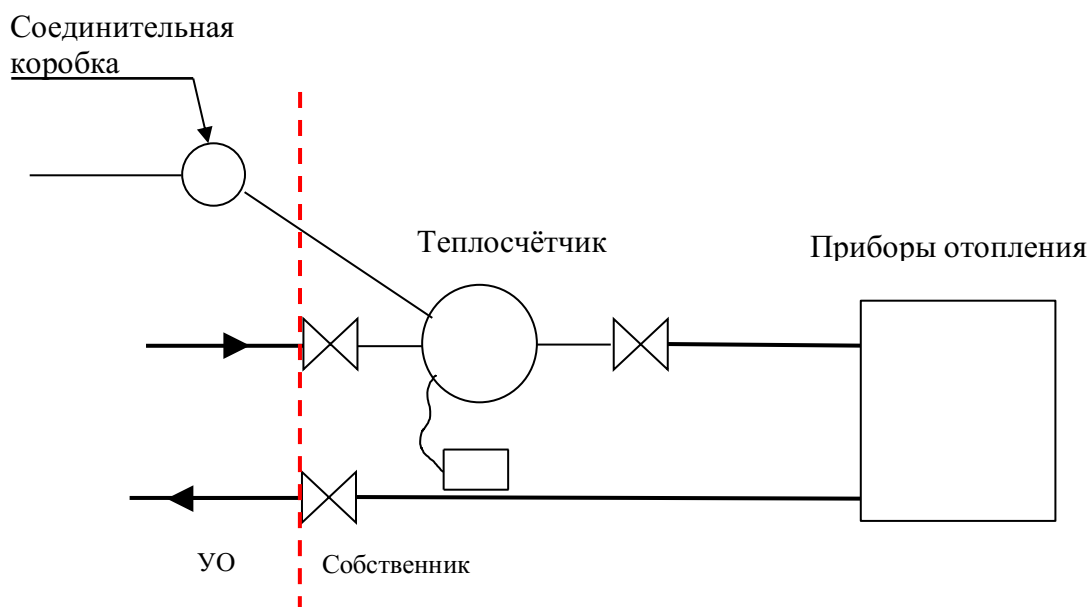 Соединительная
коробка
Теплосчётчик
Приборы отопления
УО
Собственник